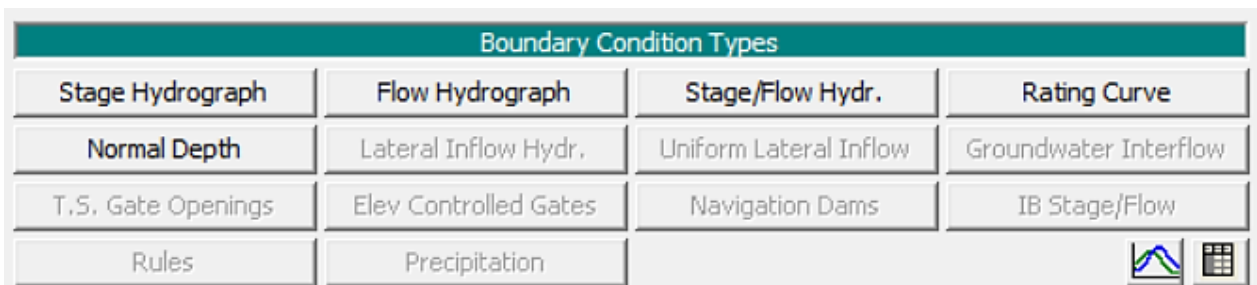 Boundary Condition Types
Stage Hydrograph Flow Hydrograph Stage/Flow Hydr. Rating Curve
Normal Depth Lateral Inflow Hydr. Uniform Lateral Inflow Groundwater Interflow
T.S. Gate Openings Elev Controlled Gates Navigation Dams IB Stage/Flow
Rules Precipitation